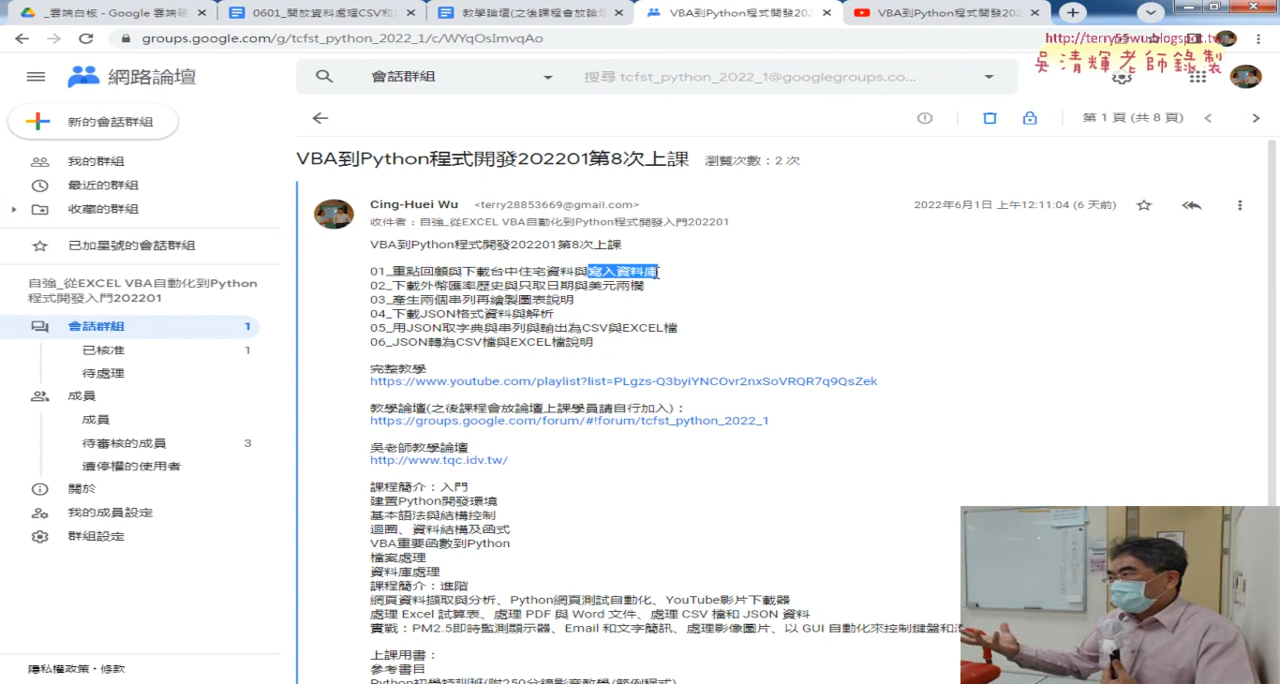 _雲端白板 - Google 雲端硬
0601_開放資料處理CSV和J
教學論壇(之後課程會放論壇
VBA到Python程式開發202
VBA到Python程式開發202
groups.google.com/g/tcfst_python_2022_1/c/WYqOsImvqAo
http://terry55wu.blogspot.tw
吳清輝老師錄製
網路論壇
會話群組
搜尋 tcfst_python_2022_1@googlegroups.co...
新的會話群組
第 1 頁 (共 8 頁)
我的群組
最近的群組
收藏的群組
已加星號的會話群組
自強_從EXCEL VBA自動化到Python
程式開發入門202201
會話群組 1
已核准 1
待處理
成員
成員
待審核的成員 3
遭停權的使用者
關於
我的成員設定
群組設定
隱私權政策・條款
VBA到Python程式開發202201第8次上課 瀏覽次數：2 次
Cing-Huei Wu <terry28853669@gmail.com>
2022年6月1日 上午12:11:04 (6 天前)
收件者：自強_從EXCEL VBA自動化到Python程式開發入門202201
VBA到Python程式開發202201第8次上課
01_重點回顧與下載台中住宅資料與寫入資料庫
02_下載外幣匯率歷史與只取日期與美元兩欄
03_產生兩個串列再繪製圖表說明
04_下載JSON格式資料與解析
05_用JSON取字典與串列與輸出為CSV與EXCEL檔
06_JSON轉為CSV檔與EXCEL檔說明
完整教學
https://www.youtube.com/playlist?list=PLgzs-Q3byiYNCOvr2nxSoVRQR7q9QsZek
教學論壇(之後課程會放論壇上課學員請自行加入)：
https://groups.google.com/forum/#!forum/tcfst_python_2022_1
吳老師教學論壇
http://www.tqc.idv.tw/
課程簡介：入門
建置Python開發環境
基本語法與結構控制
迴圈、資料結構及函式
VBA重要函數到Python
檔案處理
資料庫處理
課程簡介：進階
網頁資料擷取與分析、Python網頁測試自動化、YouTube影片下載器
處理 Excel 試算表、處理 PDF 與 Word 文件、處理 CSV 檔和 JSON 資料
實戰：PM2.5即時監測顯示器、Email 和文字簡訊、處理影像圖片、以 GUI 自動化來控制鍵盤和
上課用書：
參考書目
Python初學特訓班(附250分鐘影音教學/範例程式)